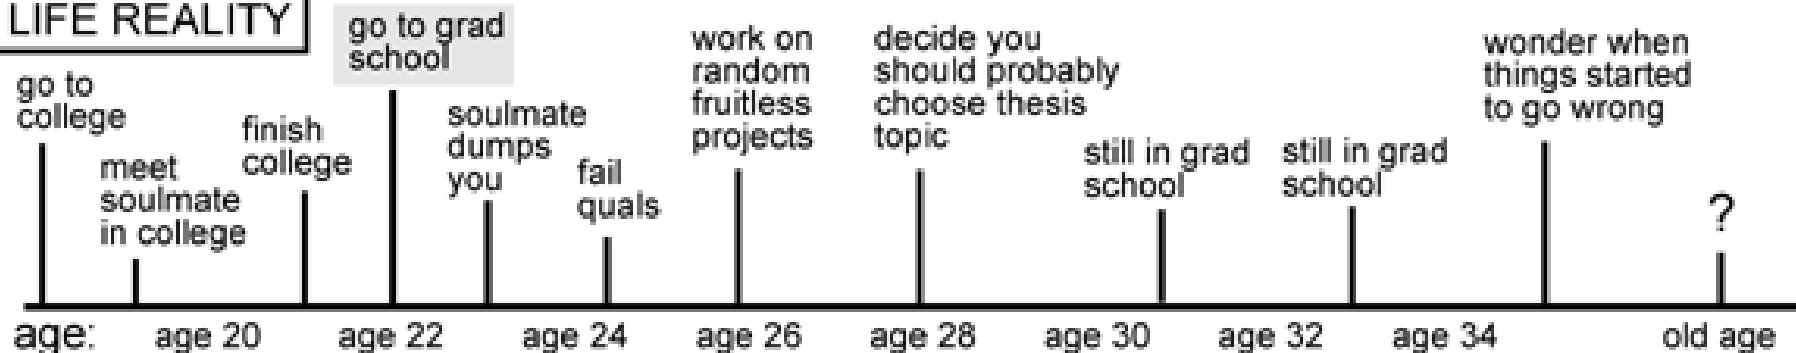 LIFE REALITY
go to
college
meet
soulmate
in college
finish
college
go to grad
school
soulmate
dumps
you
fail
quals
work on
random
fruitless
projects
decide you
should probably
choose thesis
topic
still in grad
school
still in grad
school
wonder when
things started
to go wrong
?
age:
age 20
age 22
age 24
age 26
age 28
age 30
age 32
age 34
old age